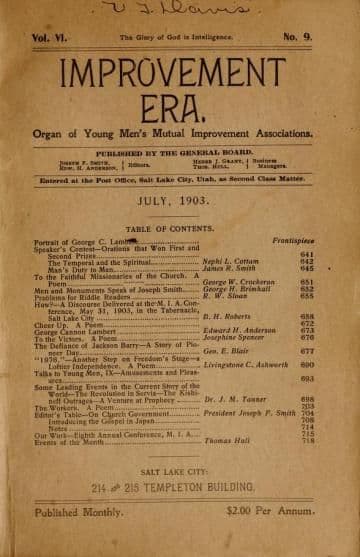 V. T. Davis.
Vol. VI. The Glory of God is Intelligence. No. 9.
IMPROVEMENT
ERA.
Organ of Young Men's Mutual Improvement Associations.
PUBLISHED BY THE GENERAL BOARD.
JOSEPH F. SMITH, EDW. H. ANDERSON, } Editors. HEBER J. GRANT, THOS. HULL, } Business Managers.
Entered at the Post Office, Salt Lake City, Utah, as Second Class Matter.
JULY, 1903.
TABLE OF CONTENTS.
Portrait of George C. Lambert Frontispiece
Speaker's Contest—Orations that Won First and
Second Prizes 641
The Temporal and the Spiritual Nephi L. Cottam 642
Man's Duty to Man James R. Smith 645
To the Faithful Missionaries of the Church. A
Poem George W. Crockeron 651
Men and Monuments Speak of Joseph Smith George H. Brimhall 652
Problems for Riddle Readers R. W. Sloan 655
How?—A Discourse Delivered at the M. I. A. Con-
ference, May 31, 1903, in the Tabernacle,
Salt Lake City B. H. Roberts 658
Cheer Up. A Poem 672
George Cannon Lambert Edward H. Anderson 673
To the Victors. A Poem Josephine Spencer 676
The Defiance of Jackson Barry—A Story of Pio-
neer Day Geo. E. Blair 677
"1976."—Another Step on Freedom's Stage—a
Loftier Independence. A Poem Livingstone C. Ashworth 690
Talks to Young Men, IX—Amusements and Pleas-
ures 693
Some Leading Events in the Current Story of the
World—The Revolution in Servia—The Kishi-
neff Outrages—A Venture at Prophecy Dr. J. M. Tanner 698
The Workers. A Poem 703
Editor's Table—On Church Government President Joseph F. Smith 704
Introducing the Gospel in Japan 708
Notes 714
Our Work—Eighth Annual Conference, M. I. A. 715
Events of the Month Thomas Hull 718
SALT LAKE CITY:
214 and 215 TEMPLETON BUILDING.
Published Monthly. $2.00 Per Annum.